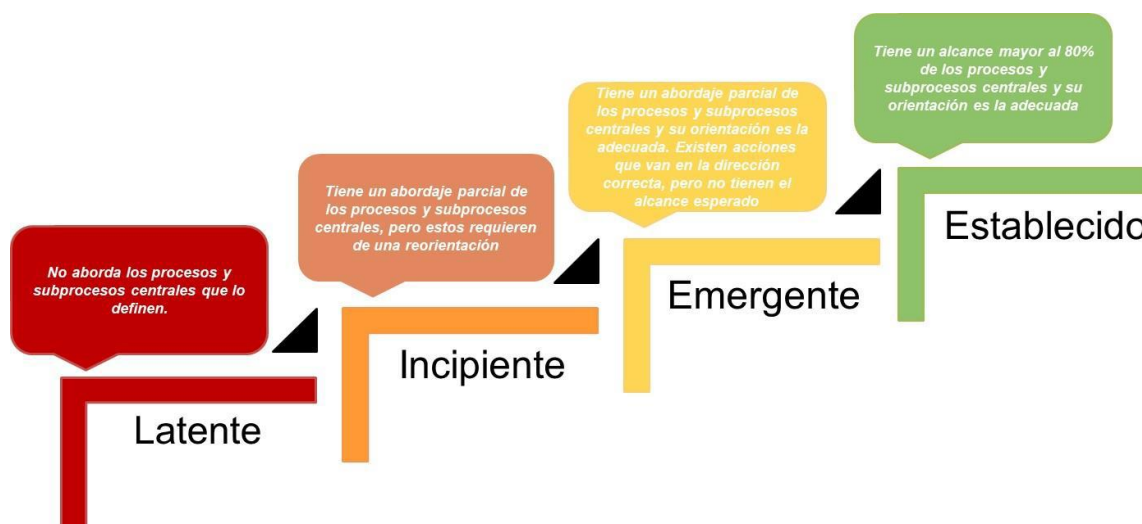 No aborda los procesos y
subprocesos centrales que lo
definen.
Latente
Tiene un abordaje parcial de
los procesos y subprocesos
centrales, pero estos requieren
de una reorientación
Incipiente
Tiene un abordaje parcial de
los procesos y subprocesos
centrales y su orientación es la
adecuada. Existen acciones
que van en la dirección
correcta, pero no tienen el
alcance esperado
Emergente
Tiene un alcance mayor al 80%
de los procesos y
subprocesos centrales y su
orientación es la adecuada
Establecido